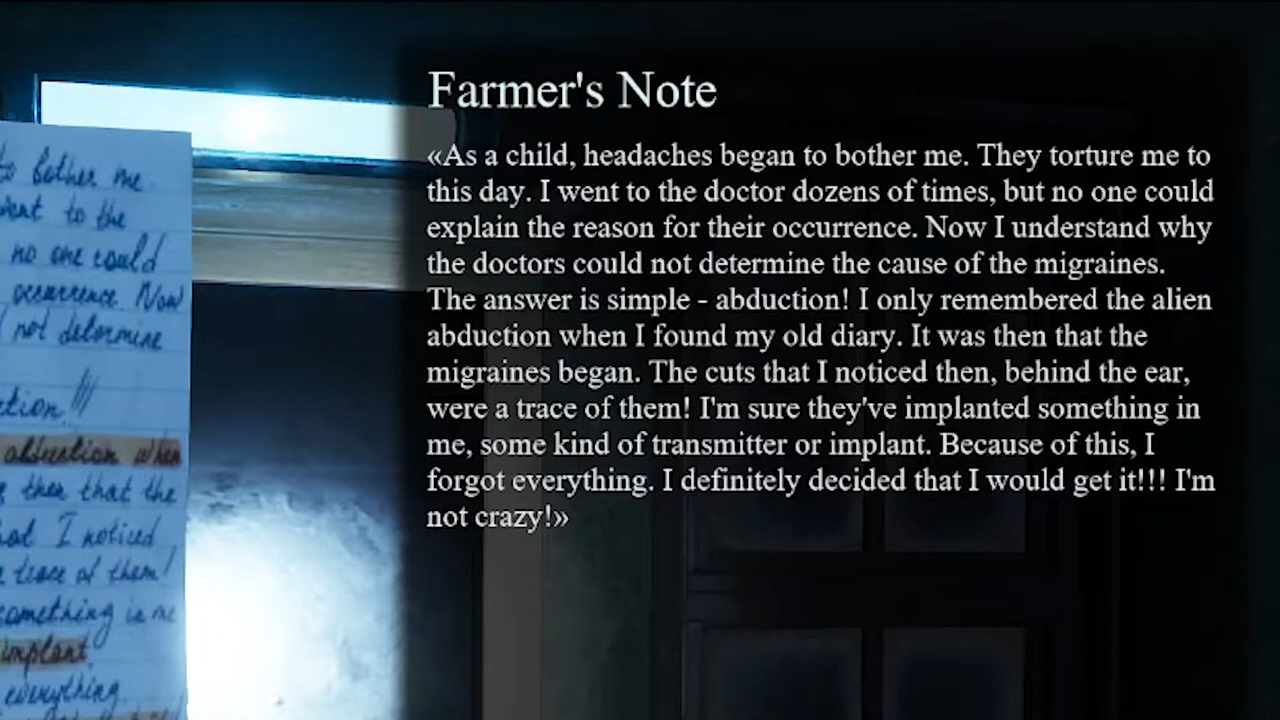 Farmer's Note
«As a child, headaches began to bother me. They torture me to
this day. I went to the doctor dozens of times, but no one could
explain the reason for their occurrence. Now I understand why
the doctors could not determine the cause of the migraines.
The answer is simple - abduction! I only remembered the alien
abduction when I found my old diary. It was then that the
migraines began. The cuts that I noticed then, behind the ear,
were a trace of them! I'm sure they've implanted something in
me, some kind of transmitter or implant. Because of this, I
forgot everything. I definitely decided that I would get it!!! I'm
not crazy!»
to bother me.
went to the
no one could
occurrence. Now
not determine
abduction when
then that the
I noticed
trace of them!
something in me
implant.
everything.